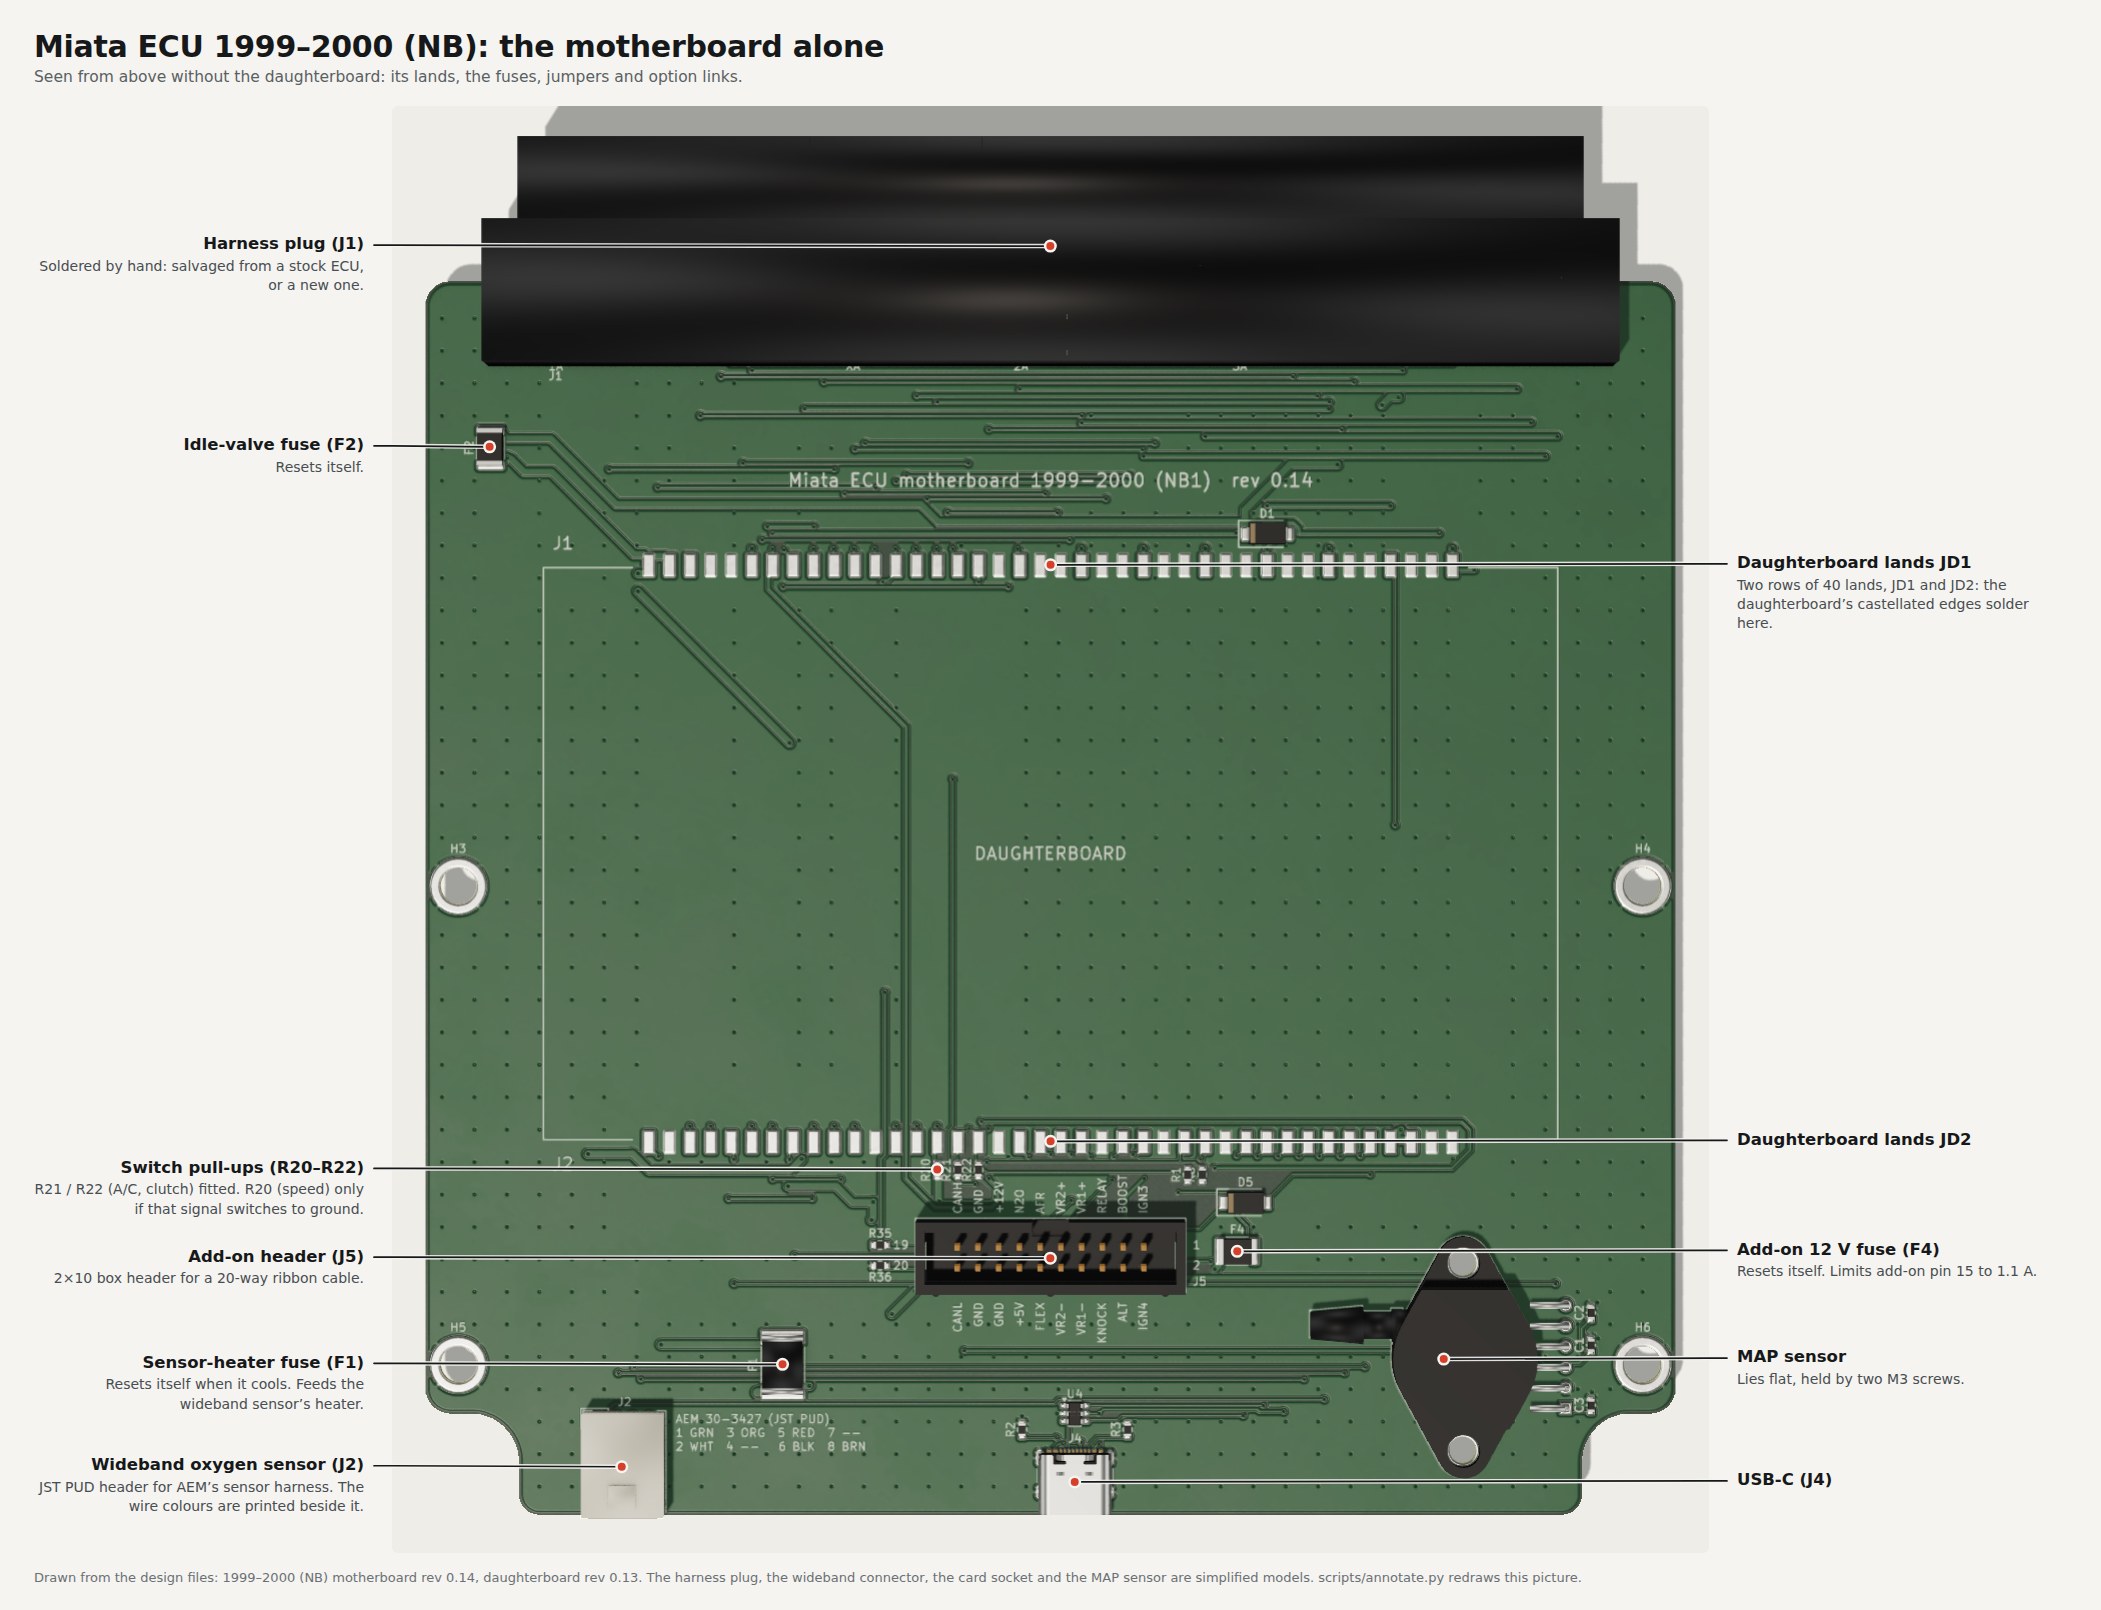 Miata ECU 1999–2000 (NB): the motherboard alone
Seen from above without the daughterboard: its lands, the fuses, jumpers and option links.
Harness plug (J1)
Soldered by hand: salvaged from a stock ECU,
or a new one.
J1
Idle-valve fuse (F2)
Resets itself.
Miata ECU motherboard 1999–2000 (NB1) rev 0.14
D1
J1
Daughterboard lands JD1
Two rows of 40 lands, JD1 and JD2: the
daughterboard’s castellated edges solder
here.
DAUGHTERBOARD
H3
H4
Daughterboard lands JD2
Switch pull-ups (R20–R22)
R21 / R22 (A/C, clutch) fitted. R20 (speed) only
if that signal switches to ground.
J2
R1
D5
CANH
GND
+12V
N2O
AFR
VR2+
VR1+
RELAY
BOOST
IGN3
F4
R35
19
20
R36
1
2
J5
Add-on header (J5)
2×10 box header for a 20-way ribbon cable.
Add-on 12 V fuse (F4)
Resets itself. Limits add-on pin 15 to 1.1 A.
CANL
GND
GND
+5V
FLEX
VR2−
VR1−
KNOCK
ALT
IGN4
C2
C1
C3
H5
H6
Sensor-heater fuse (F1)
Resets itself when it cools. Feeds the
wideband sensor’s heater.
MAP sensor
Lies flat, held by two M3 screws.
J2
AEM 30−3427 (JST PUD)
1 GRN 3 ORG 5 RED 7 −−
2 WHT 4 −− 6 BLK 8 BRN
U4
R2
R3
J4
Wideband oxygen sensor (J2)
JST PUD header for AEM’s sensor harness. The
wire colours are printed beside it.
USB-C (J4)
Drawn from the design files: 1999–2000 (NB) motherboard rev 0.14, daughterboard rev 0.13. The harness plug, the wideband connector, the card socket and the MAP sensor are simplified models. scripts/annotate.py redraws this picture.